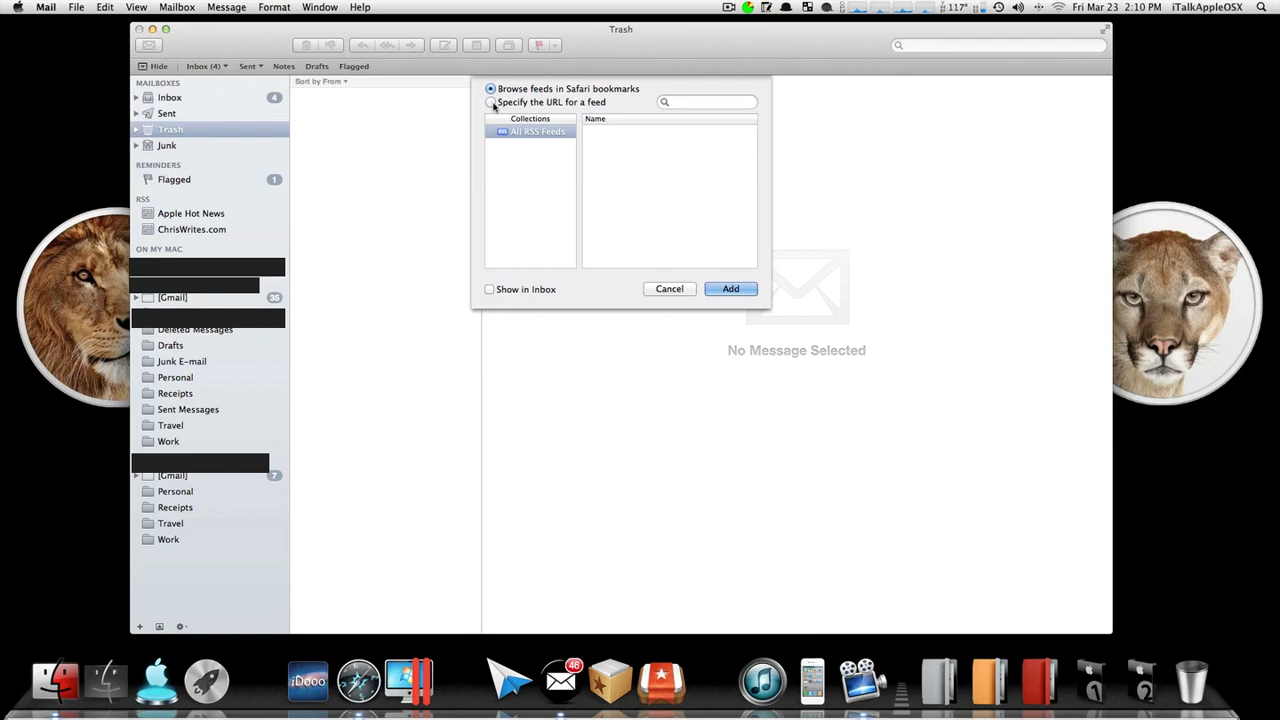 Mail File Edit View Mailbox Message Format Window Help 117° Fri Mar 23 2:10 PM iTalkAppleOSX
Trash
Hide Inbox (4) Sent Notes Drafts Flagged
MAILBOXES
Inbox 4
Sent
Trash
Junk
REMINDERS
Flagged 1
RSS
Apple Hot News
ChrisWrites.com
ON MY MAC
[Gmail] 35
Deleted Messages
Drafts
Junk E-mail
Personal
Receipts
Sent Messages
Travel
Work
[Gmail] 7
Personal
Receipts
Travel
Work
Sort by From
Browse feeds in Safari bookmarks
Specify the URL for a feed
Collections Name
All RSS Feeds
Show in Inbox Cancel Add
No Message Selected
iDooo
46
1
2